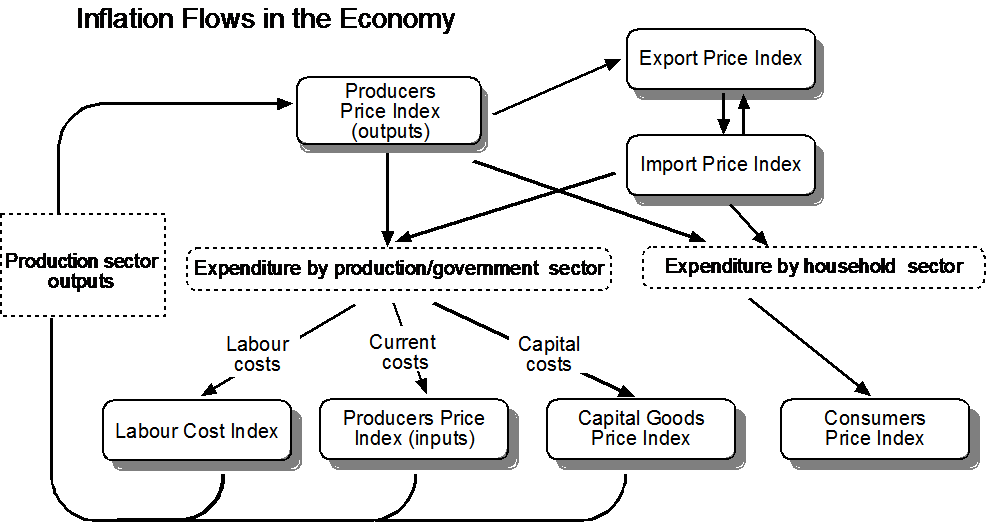 Inflation Flows in the Economy
Export Price Index
Producers
Price Index
(outputs)
Import Price Index
Production sector
outputs
Expenditure by production/government sector
Expenditure by household sector
Labour
costs
Current
costs
Capital
costs
Labour Cost Index
Producers Price
Index (inputs)
Capital Goods
Price Index
Consumers
Price Index